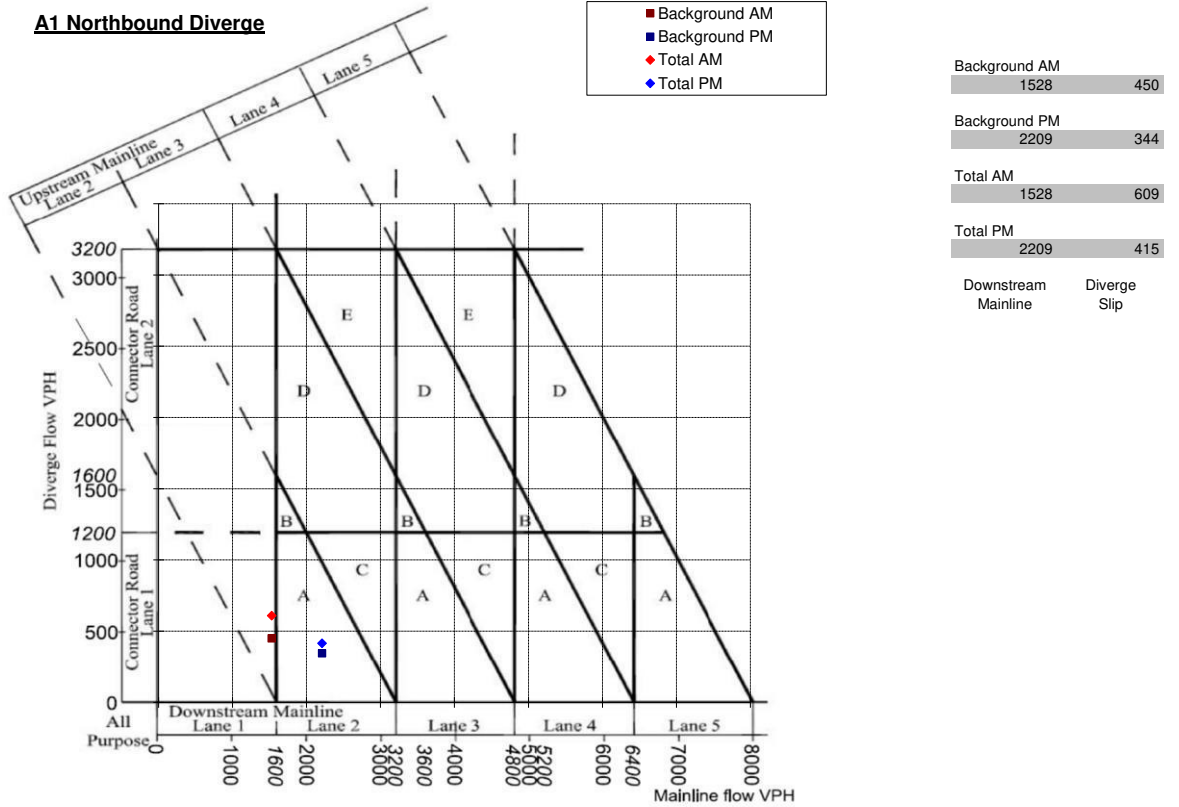 A1 Northbound Diverge
Background AM
Background PM
Total AM
Total PM
Background AM
1528 450
Background PM
2209 344
Total AM
1528 609
Total PM
2209 415
Downstream Mainline
Diverge Slip
Upstream Mainline
Lane 2
Lane 3
Lane 4
Lane 5
Diverge Flow VPH
Connector Road
Lane 2
Connector Road
Lane 1
3200
3000
2500
2000
1600
1500
1200
1000
500
0
E E
D D D
B B B B
C C C
A A A A
All Purpose
Downstream Mainline
Lane 1 Lane 2 Lane 3 Lane 4 Lane 5
0 1000 1600 2000 3000 3200 3600 4000 4800 5000 5200 6000 6400 7000 8000
Mainline flow VPH